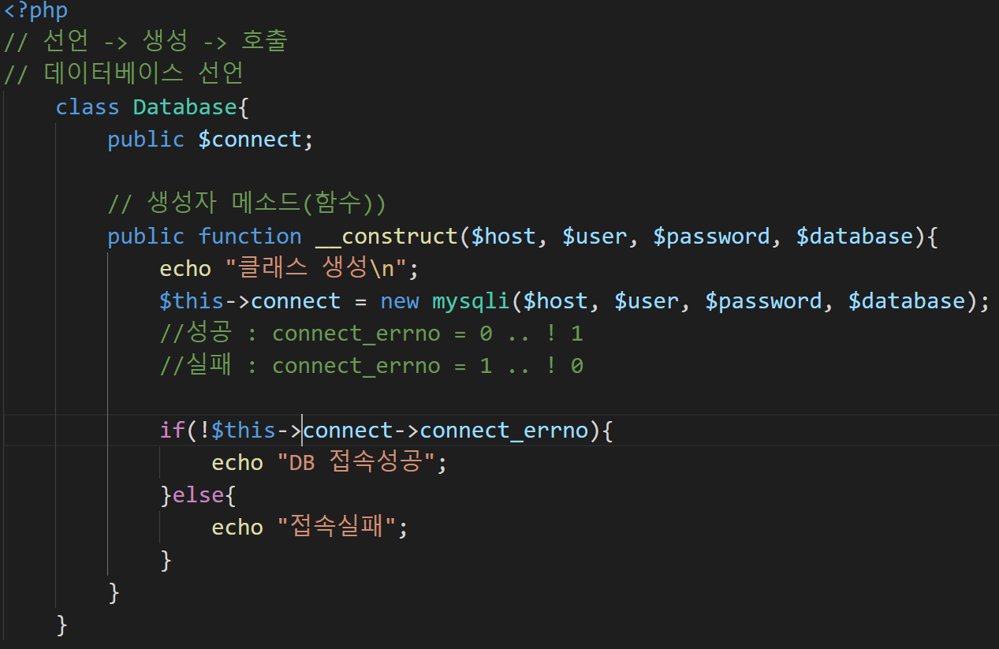 <?php
// 선언 -> 생성 -> 호출
// 데이터베이스 선언
class Database{
public $connect;
// 생성자 메소드(함수))
public function __construct($host, $user, $password, $database){
echo "클래스 생성\n";
$this->connect = new mysqli($host, $user, $password, $database);
//성공 : connect_errno = 0 .. ! 1
//실패 : connect_errno = 1 .. ! 0
if(!$this->connect->connect_errno){
echo "DB 접속성공";
}else{
echo "접속실패";
}
}
}